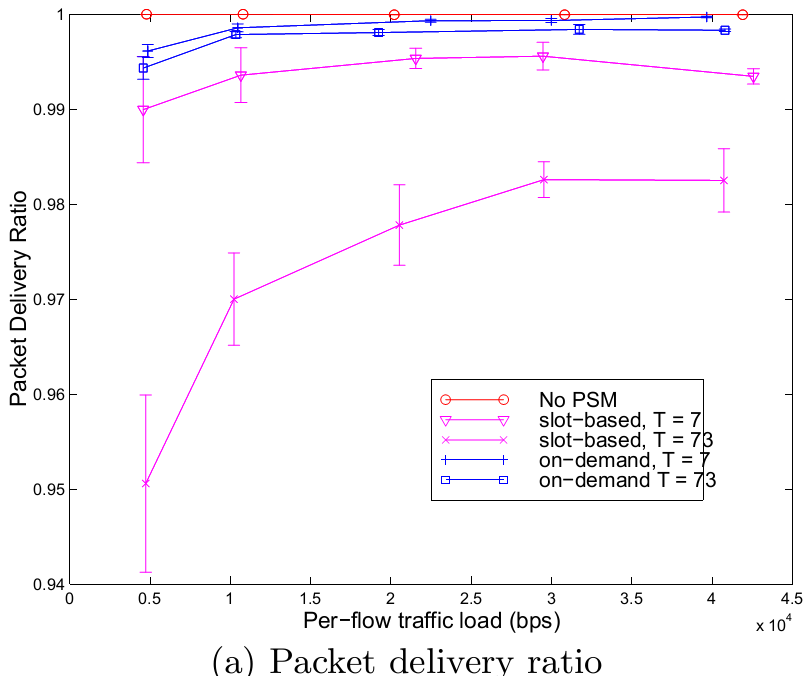 1
0.99
0.98
0.97
0.96
0.95
0.94
Packet Delivery Ratio
No PSM
slot-based, T = 7
slot-based, T = 73
on-demand, T = 7
on-demand T = 73
0 0.5 1 1.5 2 2.5 3 3.5 4 4.5
x 10^4
Per-flow traffic load (bps)
(a) Packet delivery ratio